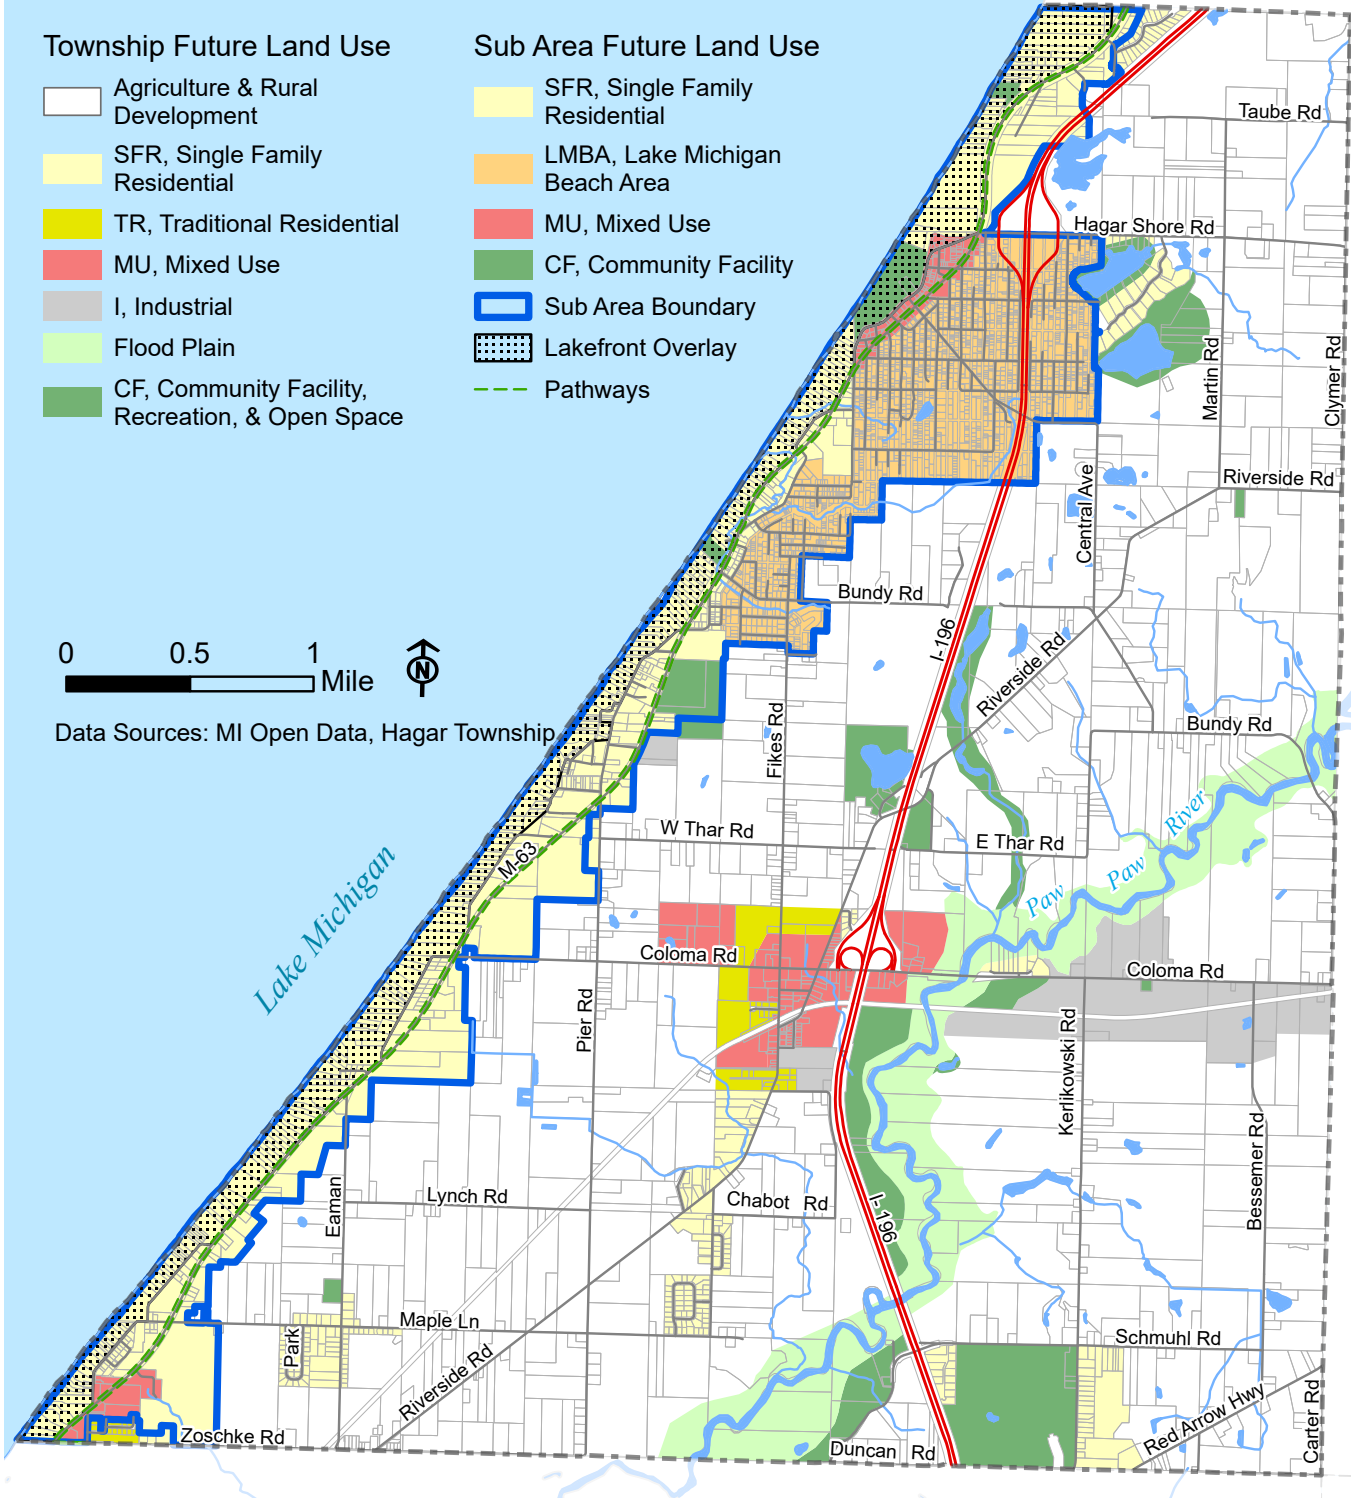 Township Future Land Use
Agriculture & Rural
Development
SFR, Single Family
Residential
TR, Traditional Residential
MU, Mixed Use
I, Industrial
Flood Plain
CF, Community Facility,
Recreation, & Open Space
Sub Area Future Land Use
SFR, Single Family
Residential
LMBA, Lake Michigan
Beach Area
MU, Mixed Use
CF, Community Facility
Sub Area Boundary
Lakefront Overlay
Pathways
0 0.5 1
Mile
N
Data Sources: MI Open Data, Hagar Township
Lake Michigan
Taube Rd
Hagar Shore Rd
Martin Rd
Clymer Rd
Riverside Rd
Central Ave
Bundy Rd
I-196
Riverside Rd
Bundy Rd
Fikes Rd
W Thar Rd
E Thar Rd
M-63
Paw Paw River
Coloma Rd
Coloma Rd
Pier Rd
Kerlikowski Rd
Bessemer Rd
Eaman
Lynch Rd
Chabot Rd
I-196
Maple Ln
Park
Riverside Rd
Schmuhl Rd
Red Arrow Hwy
Carter Rd
Zoschke Rd
Duncan Rd